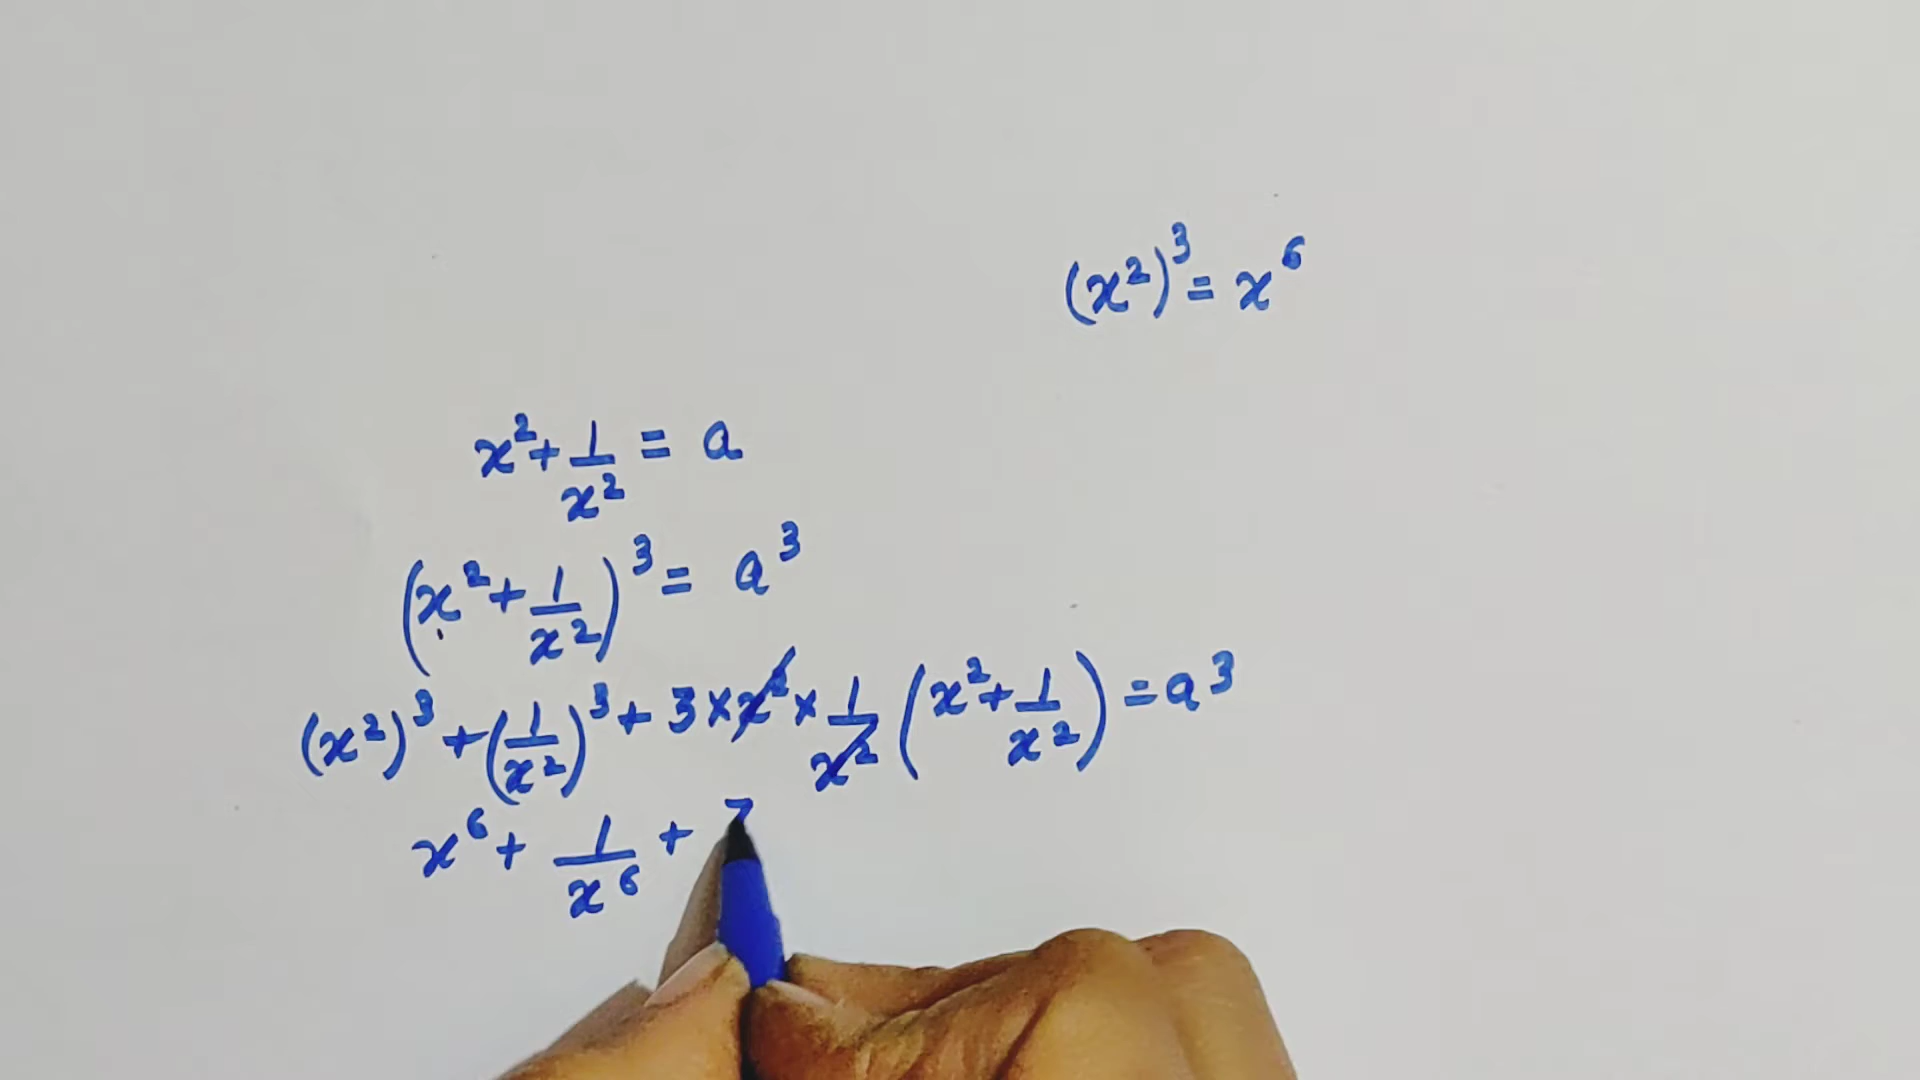 (x²)³ = x⁶
x² + 1/x² = a
(x² + 1/x²)³ = a³
(x²)³ + (1/x²)³ + 3 × x² × 1/x² (x² + 1/x²) = a³
x⁶ + 1/x⁶ +